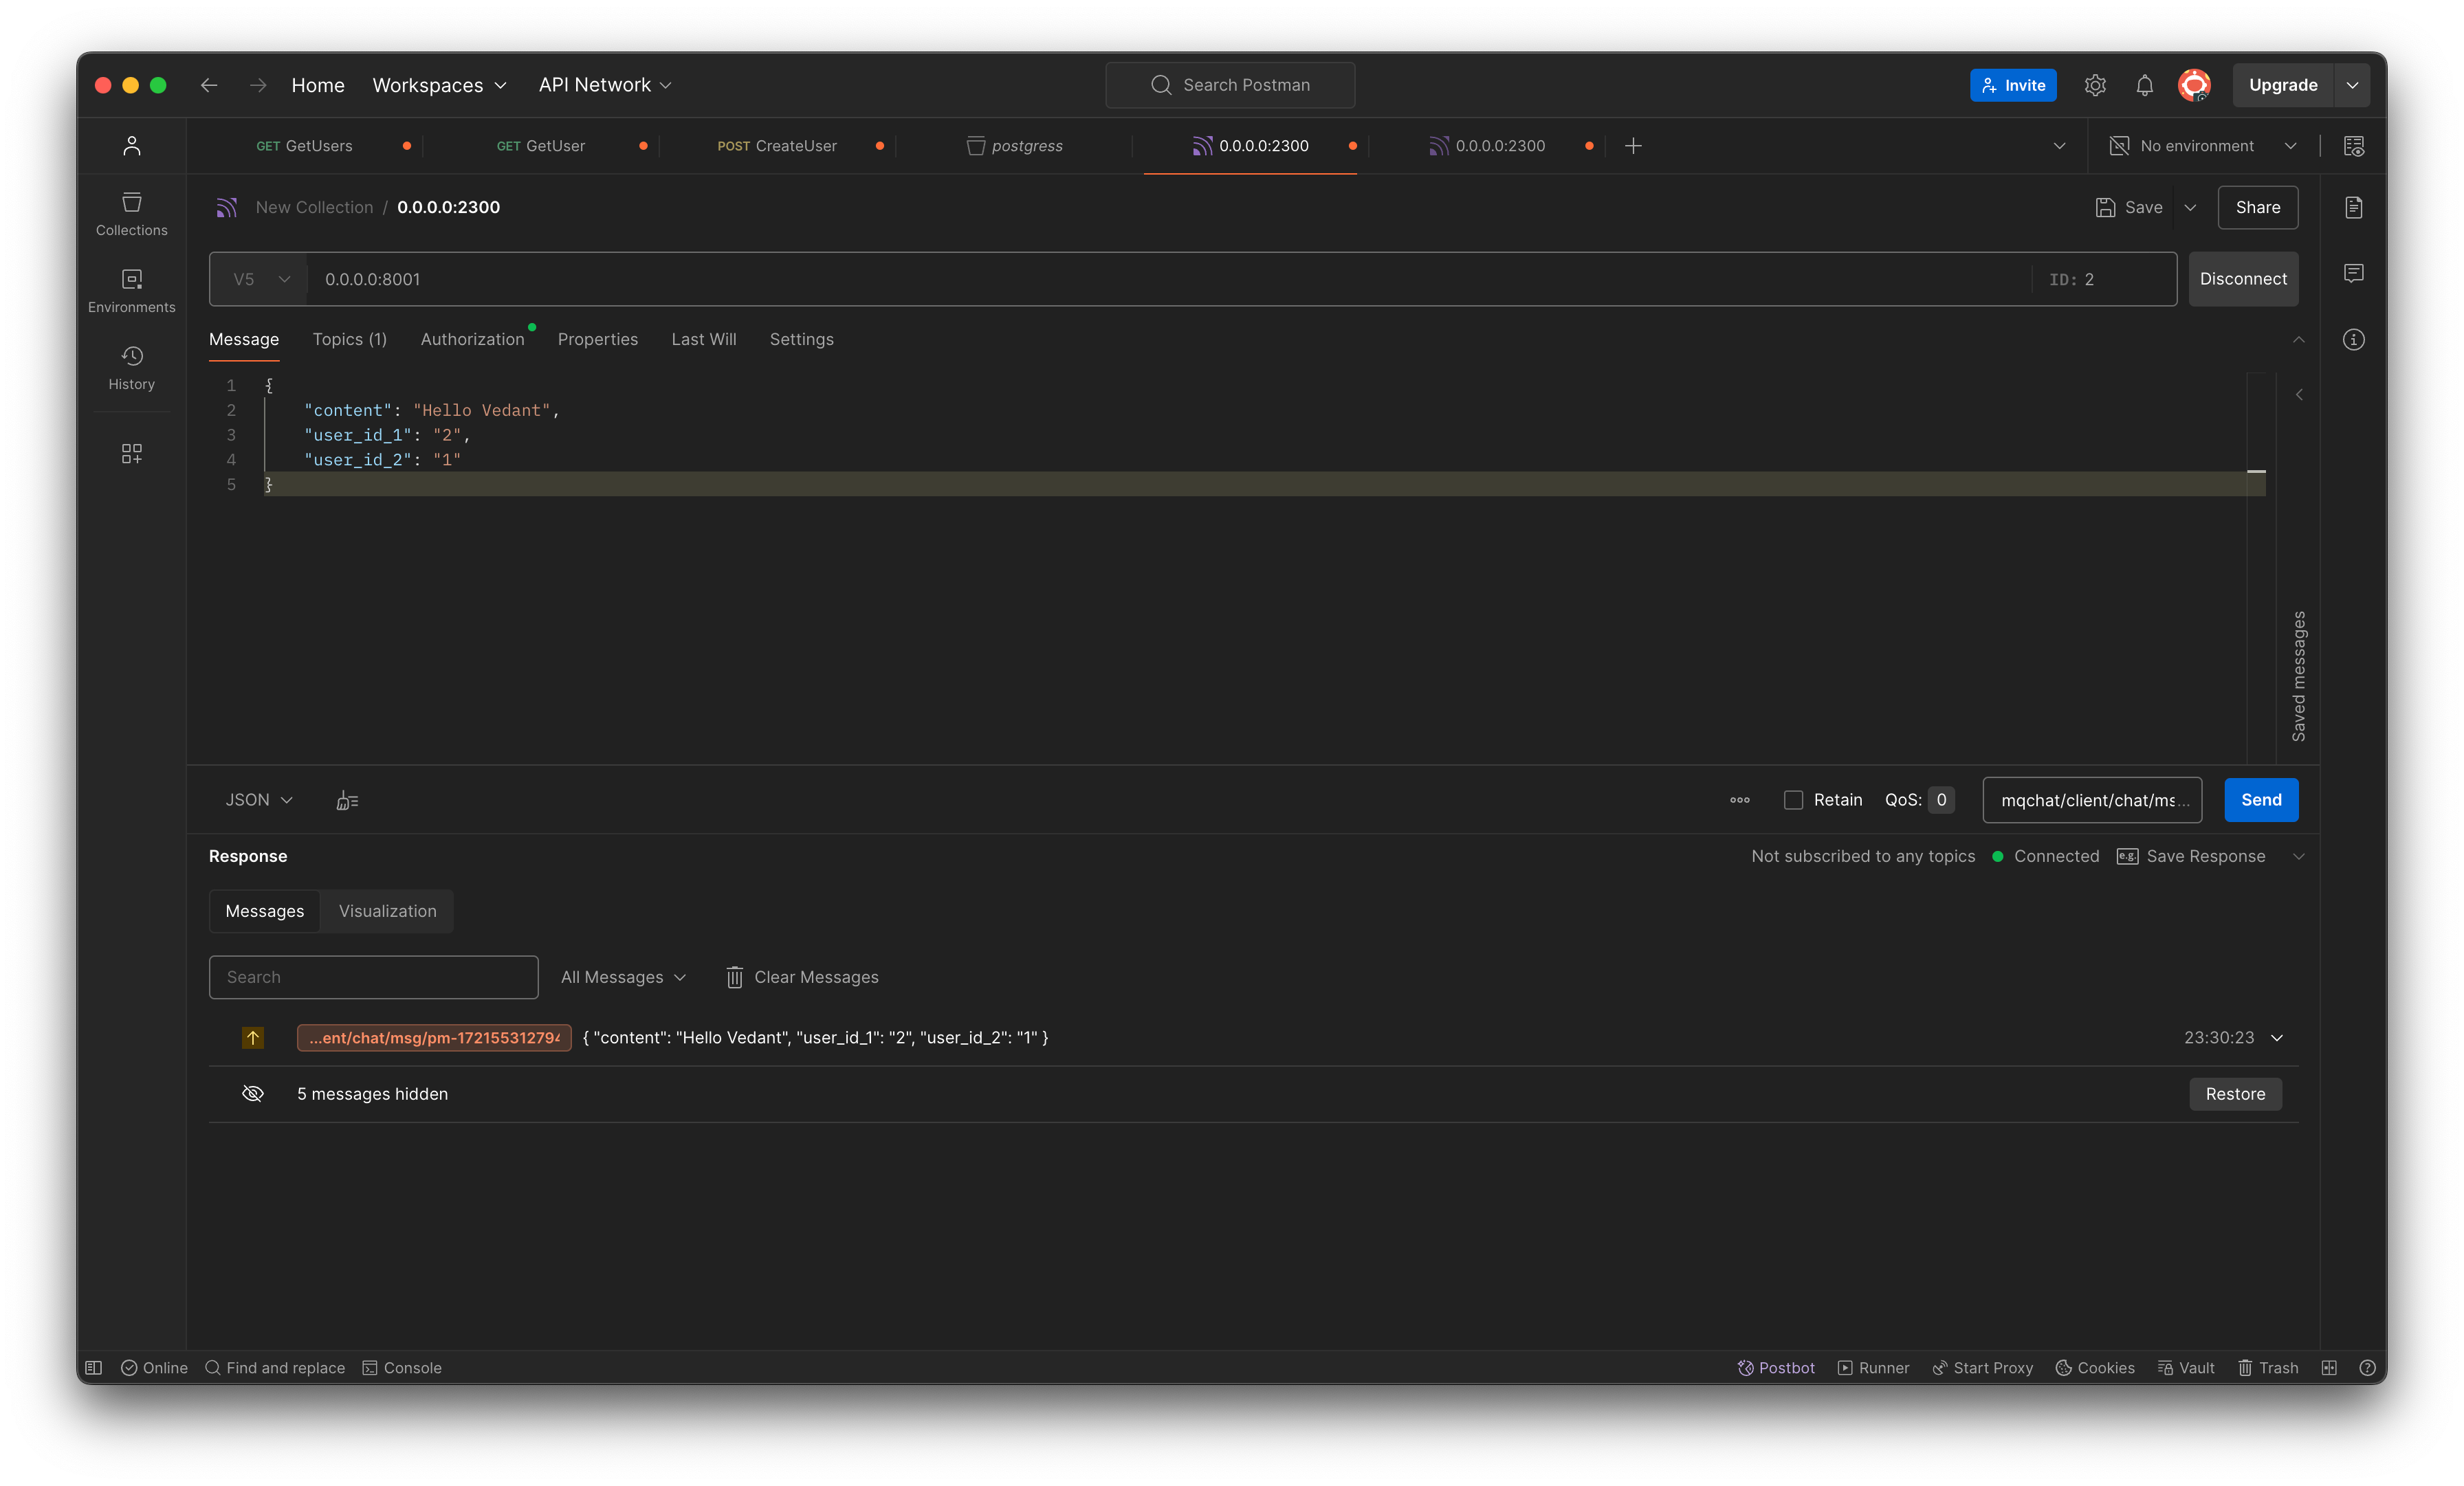 Home Workspaces API Network Search Postman Invite Upgrade
GET GetUsers GET GetUser POST CreateUser postgress 0.0.0.0:2300 0.0.0.0:2300 No environment
New Collection / 0.0.0.0:2300 Save Share
Collections
Environments
History
V5 0.0.0.0:8001 ID: 2 Disconnect
Message Topics (1) Authorization Properties Last Will Settings
1 {
2 "content": "Hello Vedant",
3 "user_id_1": "2",
4 "user_id_2": "1"
5 }
Saved messages
JSON Retain QoS: 0 mqchat/client/chat/ms... Send
Response Not subscribed to any topics Connected e.g. Save Response
Messages Visualization
Search All Messages Clear Messages
...ent/chat/msg/pm-172155312794 { "content": "Hello Vedant", "user_id_1": "2", "user_id_2": "1" } 23:30:23
5 messages hidden Restore
Online Find and replace Console Postbot Runner Start Proxy Cookies Vault Trash